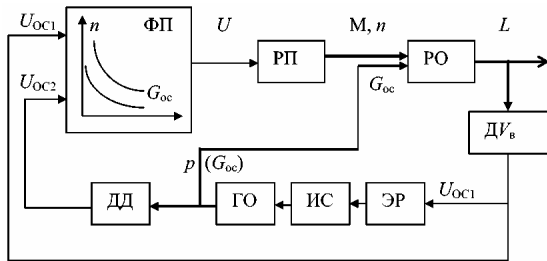 U_ОС1 n ФП U М, n L
РП РО
U_ОС2 G_ос G_ос
ДV_в
p (G_ос)
ДД ГО ИС ЭР U_ОС1